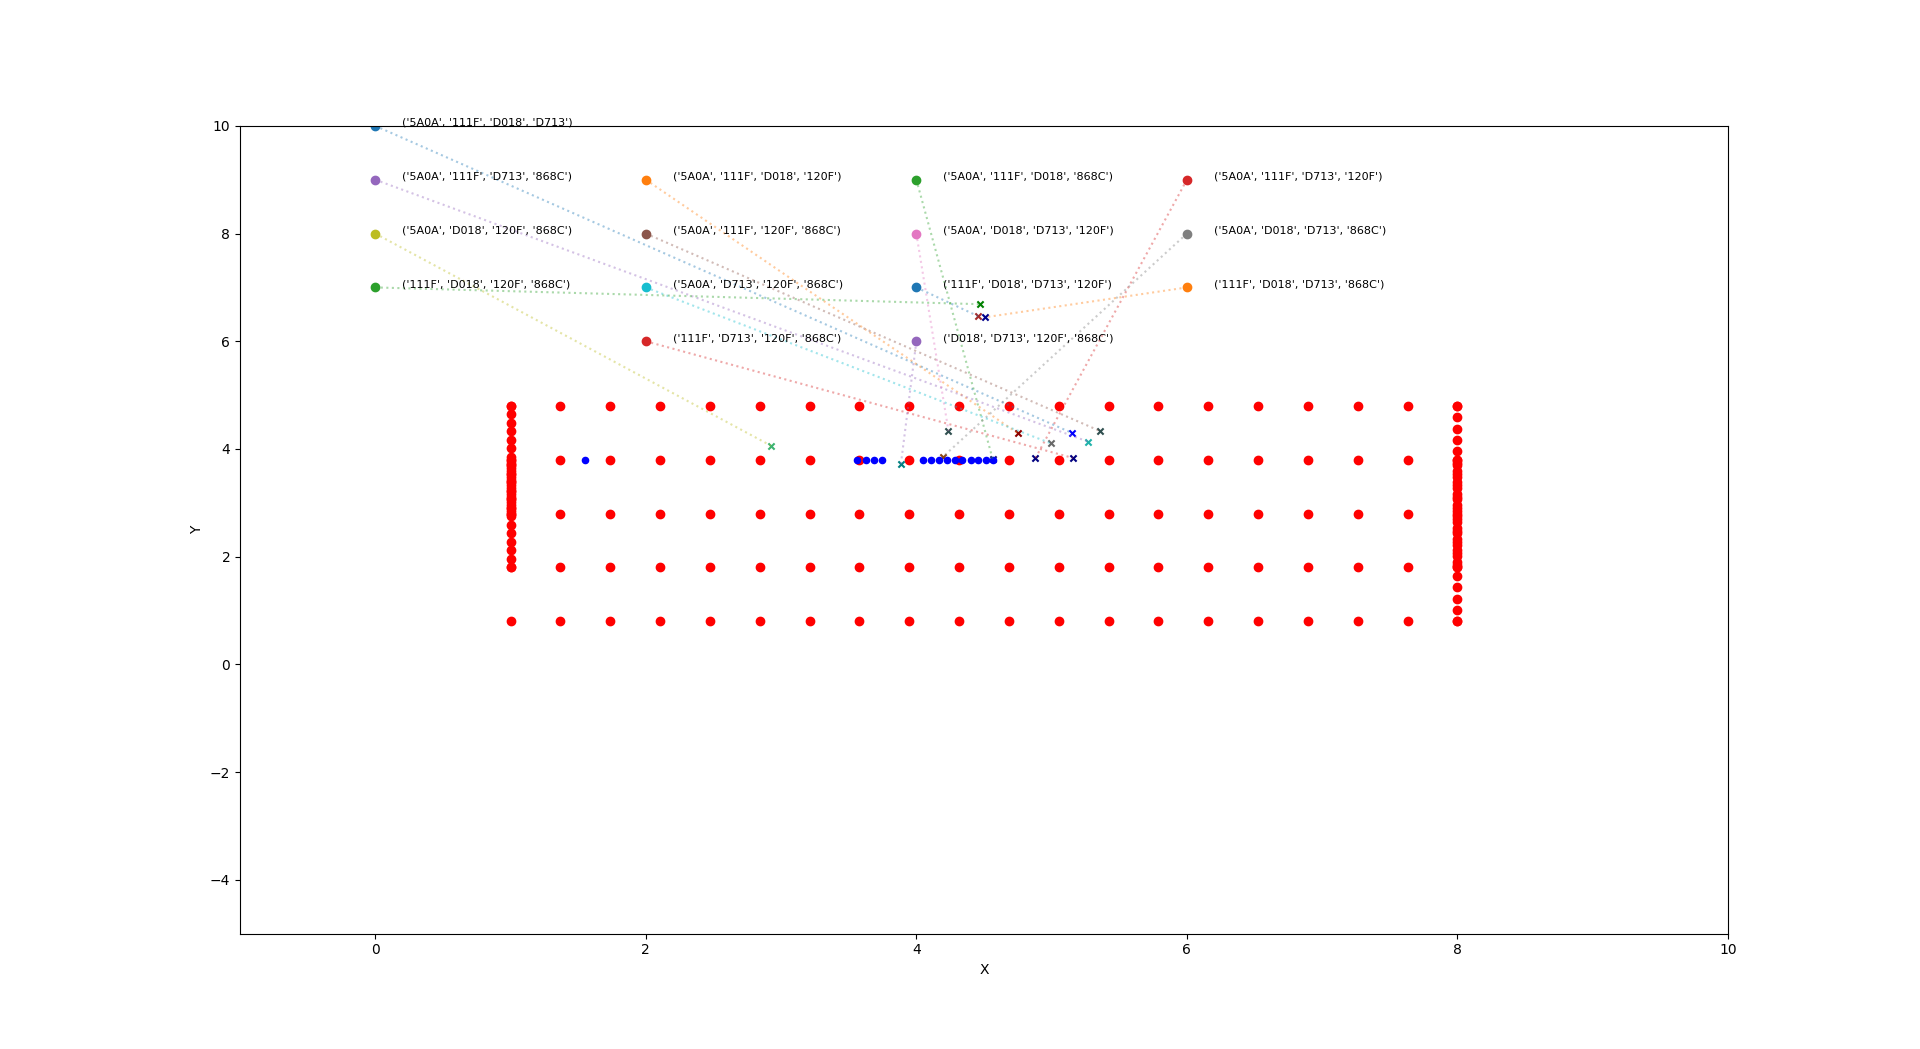 ('5A0A', '111F', 'D018', 'D713')
10
('5A0A', '111F', 'D713', '868C')
('5A0A', '111F', 'D018', '120F')
('5A0A', '111F', 'D018', '868C')
('5A0A', '111F', 'D713', '120F')
8
('5A0A', 'D018', '120F', '868C')
('5A0A', '111F', '120F', '868C')
('5A0A', 'D018', 'D713', '120F')
('5A0A', 'D018', 'D713', '868C')
('111F', 'D018', '120F', '868C')
('5A0A', 'D713', '120F', '868C')
('111F', 'D018', 'D713', '120F')
('111F', 'D018', 'D713', '868C')
6
('111F', 'D713', '120F', '868C')
('D018', 'D713', '120F', '868C')
4
Y
2
0
−2
−4
0 2 4 6 8 10
X